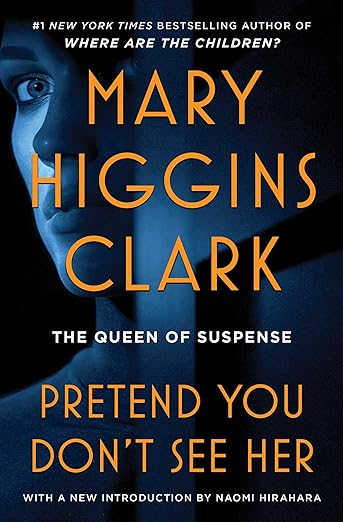 #1 NEW YORK TIMES BESTSELLING AUTHOR OF
WHERE ARE THE CHILDREN?
MARY
HIGGINS
CLARK
THE QUEEN OF SUSPENSE
PRETEND YOU
DON'T SEE HER
WITH A NEW INTRODUCTION BY NAOMI HIRAHARA